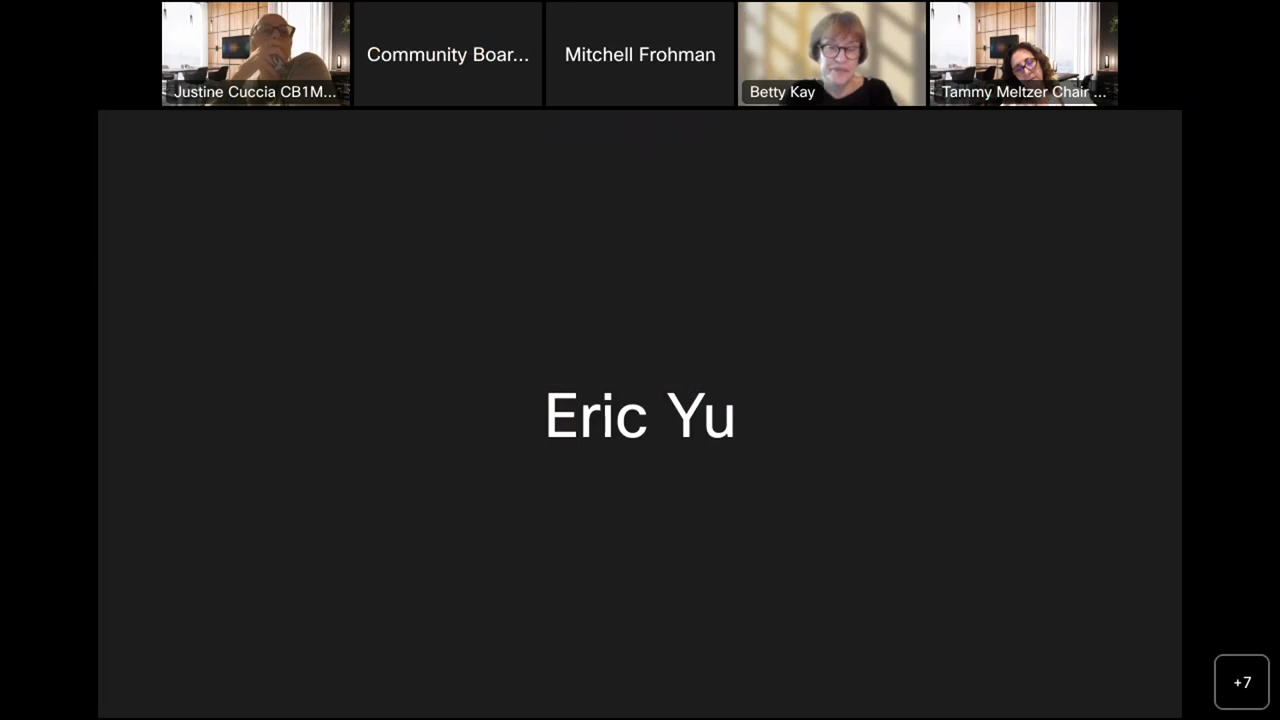 Justine Cuccia CB1M...
Community Boar...
Mitchell Frohman
Betty Kay
Tammy Meltzer Chair ...
Eric Yu
+7